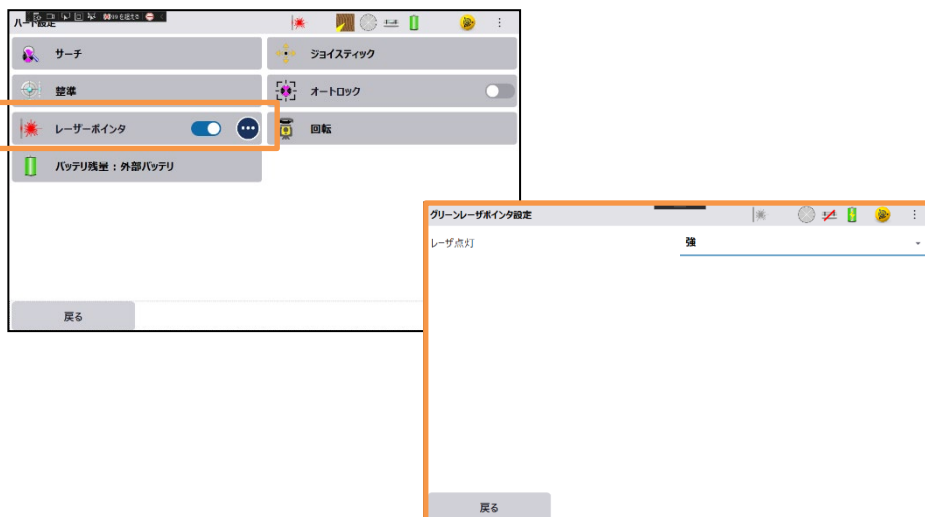 ハード設定
サーチ
ジョイスティック
整準
オートロック
レーザーポインタ
回転
バッテリ残量：外部バッテリ
戻る
グリーンレーザポインタ設定
レーザ点灯
強
戻る